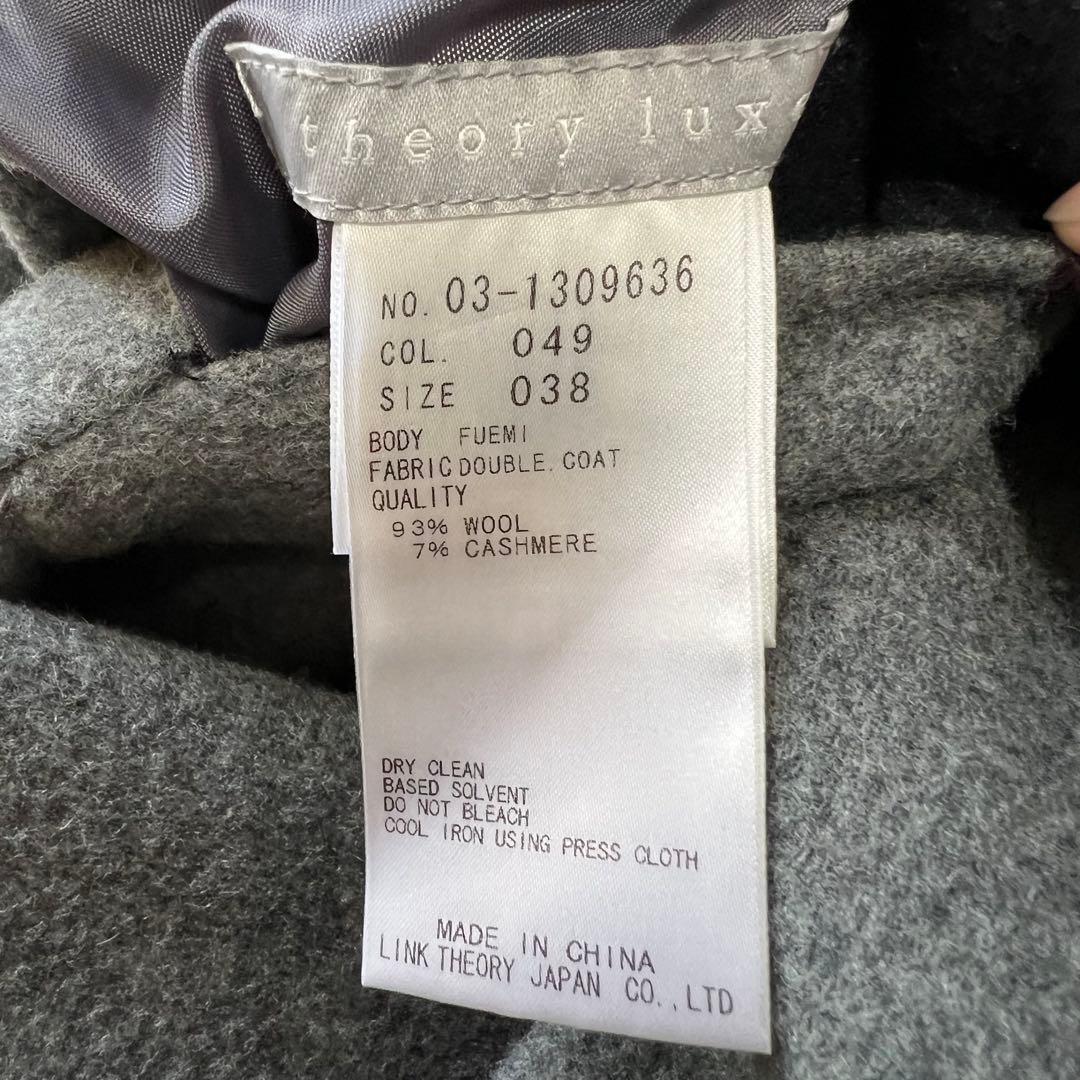 theory lux
NO. 03-1309636
COL. 049
SIZE 038
BODY FUEMI
FABRIC DOUBLE. COAT
QUALITY
93% WOOL
7% CASHMERE
DRY CLEAN
BASED SOLVENT
DO NOT BLEACH
COOL IRON USING PRESS CLOTH
MADE IN CHINA
LINK THEORY JAPAN CO.,LTD